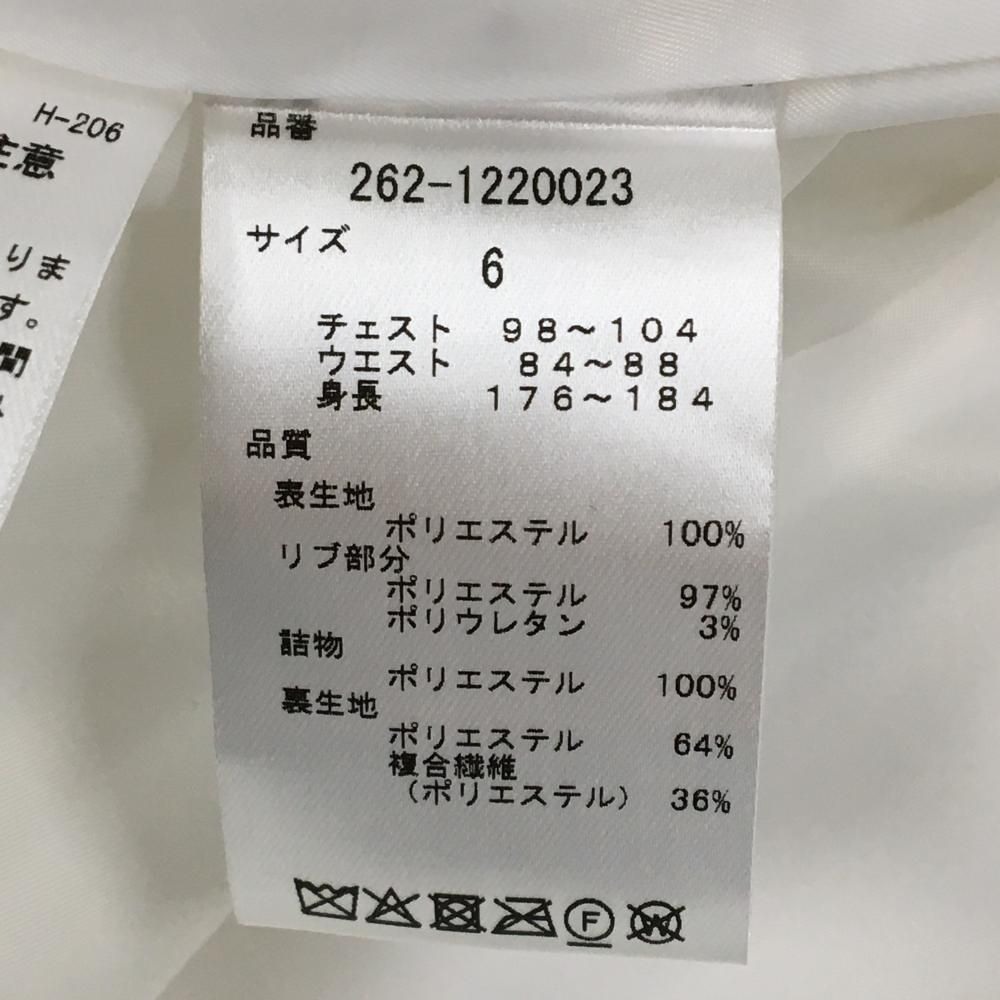 H-206
注意
りま
す。
品番
262-1220023
サイズ
6
チェスト 98～104
ウエスト 84～88
身長 176～184
品質
表生地
ポリエステル 100%
リブ部分
ポリエステル 97%
ポリウレタン 3%
詰物
ポリエステル 100%
裏生地
ポリエステル 64%
複合繊維
(ポリエステル) 36%
F
W